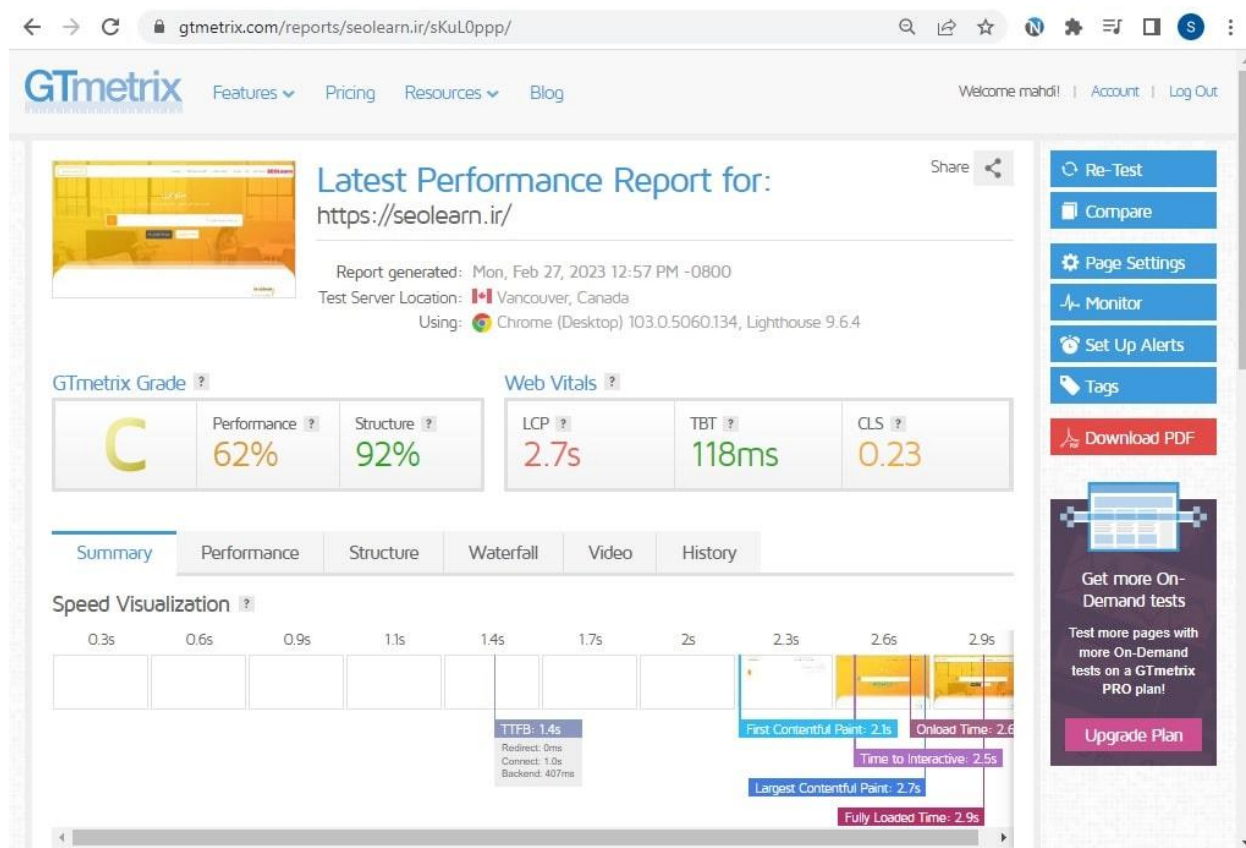 gtmetrix.com/reports/seolearn.ir/sKuL0ppp/
S
GTmetrix Features Pricing Resources Blog Welcome mahdi! | Account | Log Out
Latest Performance Report for:
https://seolearn.ir/
Share
Report generated: Mon, Feb 27, 2023 12:57 PM -0800
Test Server Location: Vancouver, Canada
Using: Chrome (Desktop) 103.0.5060.134, Lighthouse 9.6.4
Re-Test
Compare
Page Settings
Monitor
Set Up Alerts
Tags
Download PDF
GTmetrix Grade ?
C
Performance ?
62%
Structure ?
92%
Web Vitals ?
LCP ?
2.7s
TBT ?
118ms
CLS ?
0.23
Summary Performance Structure Waterfall Video History
Speed Visualization ?
0.3s 0.6s 0.9s 1.1s 1.4s 1.7s 2s 2.3s 2.6s 2.9s
TTFB: 1.4s
Redirect: 0ms
Connect: 1.0s
Backend: 407ms
First Contentful Paint: 2.1s
Onload Time: 2.6
Time to Interactive: 2.5s
Largest Contentful Paint: 2.7s
Fully Loaded Time: 2.9s
Get more On-
Demand tests
Test more pages with
more On-Demand
tests on a GTmetrix
PRO plan!
Upgrade Plan